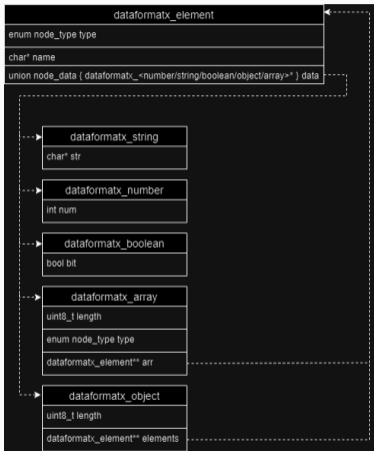 dataformatx_element
enum node_type type
char* name
union node_data { dataformatx_<number/string/boolean/object/array>* } data
dataformatx_string
char* str
dataformatx_number
int num
dataformatx_boolean
bool bit
dataformatx_array
uint8_t length
enum node_type type
dataformatx_element** arr
dataformatx_object
uint8_t length
dataformatx_element** elements